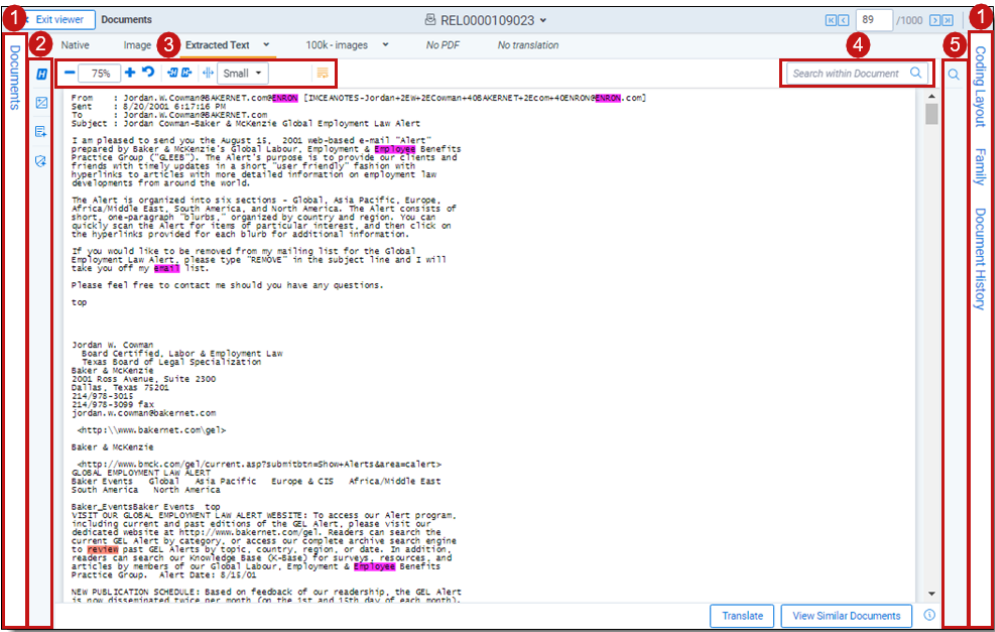 1
Exit viewer
Documents
REL0000109023
89
/1000
1
2
Native
Image
3
Extracted Text
100k - images
No PDF
No translation
4
5
Documents
75%
Small
Search within Document
Coding Layout
Family
Document History
From    : Jordan.W.Cowman@BAKERNET.com@ENRON [IMCEANOTES-Jordan+2EW+2ECowman+40BAKERNET+2Ecom+40ENRON@ENRON.com]
Sent    : 8/20/2001 6:17:16 PM
To      : Jordan.W.Cowman@BAKERNET.com
Subject : Jordan Cowman-Baker & McKenzie Global Employment Law Alert
I am pleased to send you the August 15,  2001 web-based e-mail "Alert"
prepared by Baker & McKenzie's Global Labour, Employment & Employee Benefits
Practice Group ("GLEEB"). The Alert's purpose is to provide our clients and
friends with timely updates in a short "user friendly" fashion with
hyperlinks to articles with more detailed information on employment law
developments from around the world.
The Alert is organized into six sections - Global, Asia Pacific, Europe,
Africa/Middle East, South America, and North America. The Alert consists of
short, one-paragraph "blurbs," organized by country and region. You can
quickly scan the Alert for items of particular interest, and then click on
the hyperlinks provided for each blurb for additional information.
If you would like to be removed from my mailing list for the Global
Employment Law Alert, please type "REMOVE" in the subject line and I will
take you off my email list.
Please feel free to contact me should you have any questions.
top
Jordan W. Cowman
Board Certified, Labor & Employment Law
Texas Board of Legal Specialization
Baker & McKenzie
2001 Ross Avenue, Suite 2300
Dallas, Texas 75201
214/978-3015
214/978-3099 fax
jordan.w.cowman@bakernet.com
<http:\\www.bakernet.com\gel>
Baker & McKenzie
<http://www.bmck.com/gel/current.asp?submitbtn=Show+Alerts&area=calert>
GLOBAL EMPLOYMENT LAW ALERT
Baker Events   Global   Asia Pacific   Europe & CIS   Africa/Middle East
South America   North America
Baker_EventsBaker Events  top
VISIT OUR GLOBAL EMPLOYMENT LAW ALERT WEBSITE: To access our Alert program,
including current and past editions of the GEL Alert, please visit our
dedicated website at http://www.bakernet.com/gel. Readers can search the
current GEL Alert by category, or access our complete archive search engine
to review past GEL Alerts by topic, country, region, or date. In addition,
readers can search our Knowledge Base (K-Base) for surveys, resources, and
articles by members of our Global Labour, Employment & Employee Benefits
Practice Group.  Alert Date: 8/15/01
NEW PUBLICATION SCHEDULE: Based on feedback of our readership, the GEL Alert
is now disseminated twice per month (on the 1st and 15th day of each month).
Translate
View Similar Documents